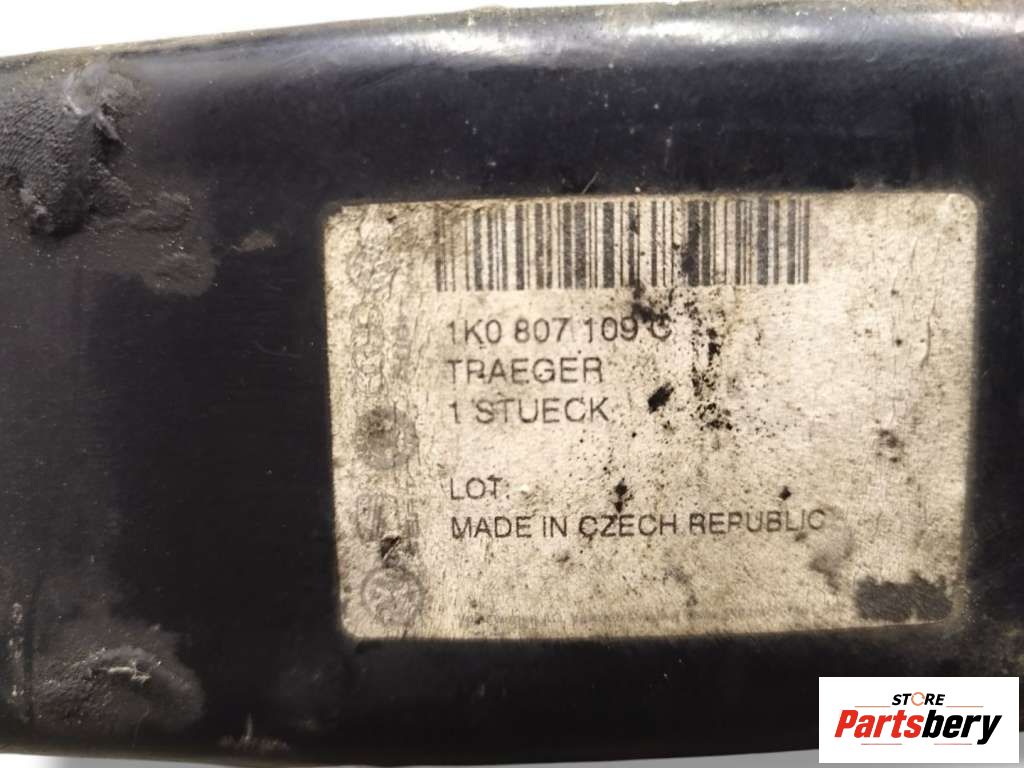 1K0 807 109 C
TRAEGER
1 STUECK
LOT.
MADE IN CZECH REPUBLIC
STORE
Partsbery